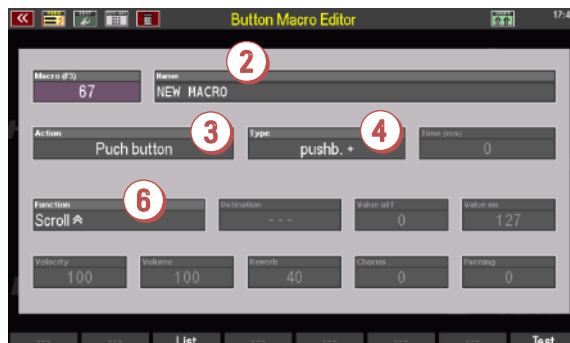 Button Macro Editor 17:4
2
Macro (F3) Name
67 NEW MACRO
3 4
Action Type Time (ms)
Puch button pushb. + 0
6
Function Dstination Value off Value on
Scroll --- 0 127
Velocity Volume Reverb Chorus Panning
100 100 40 0 0
--- --- List --- --- --- --- Test